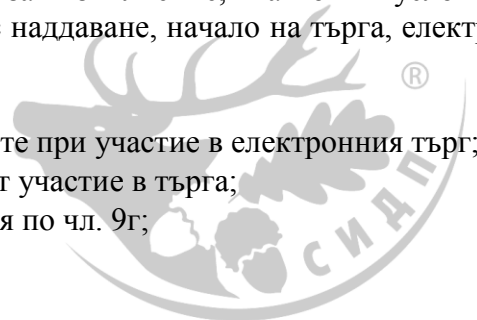 наддаване, начало на търга, електр
те при участие в електронния търг;
т участие в търга;
я по чл. 9г;
®
СИДП